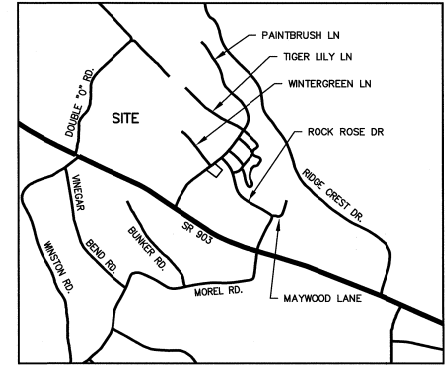 PAINTBRUSH LN
TIGER LILY LN
WINTERGREEN LN
DOUBLE "O" RD.
SITE
ROCK ROSE DR
RIDGE CREST DR.
VINEGAR
BEND RD.
BUNKER RD.
SR 903
WINSTON RD.
MOREL RD.
MAYWOOD LANE